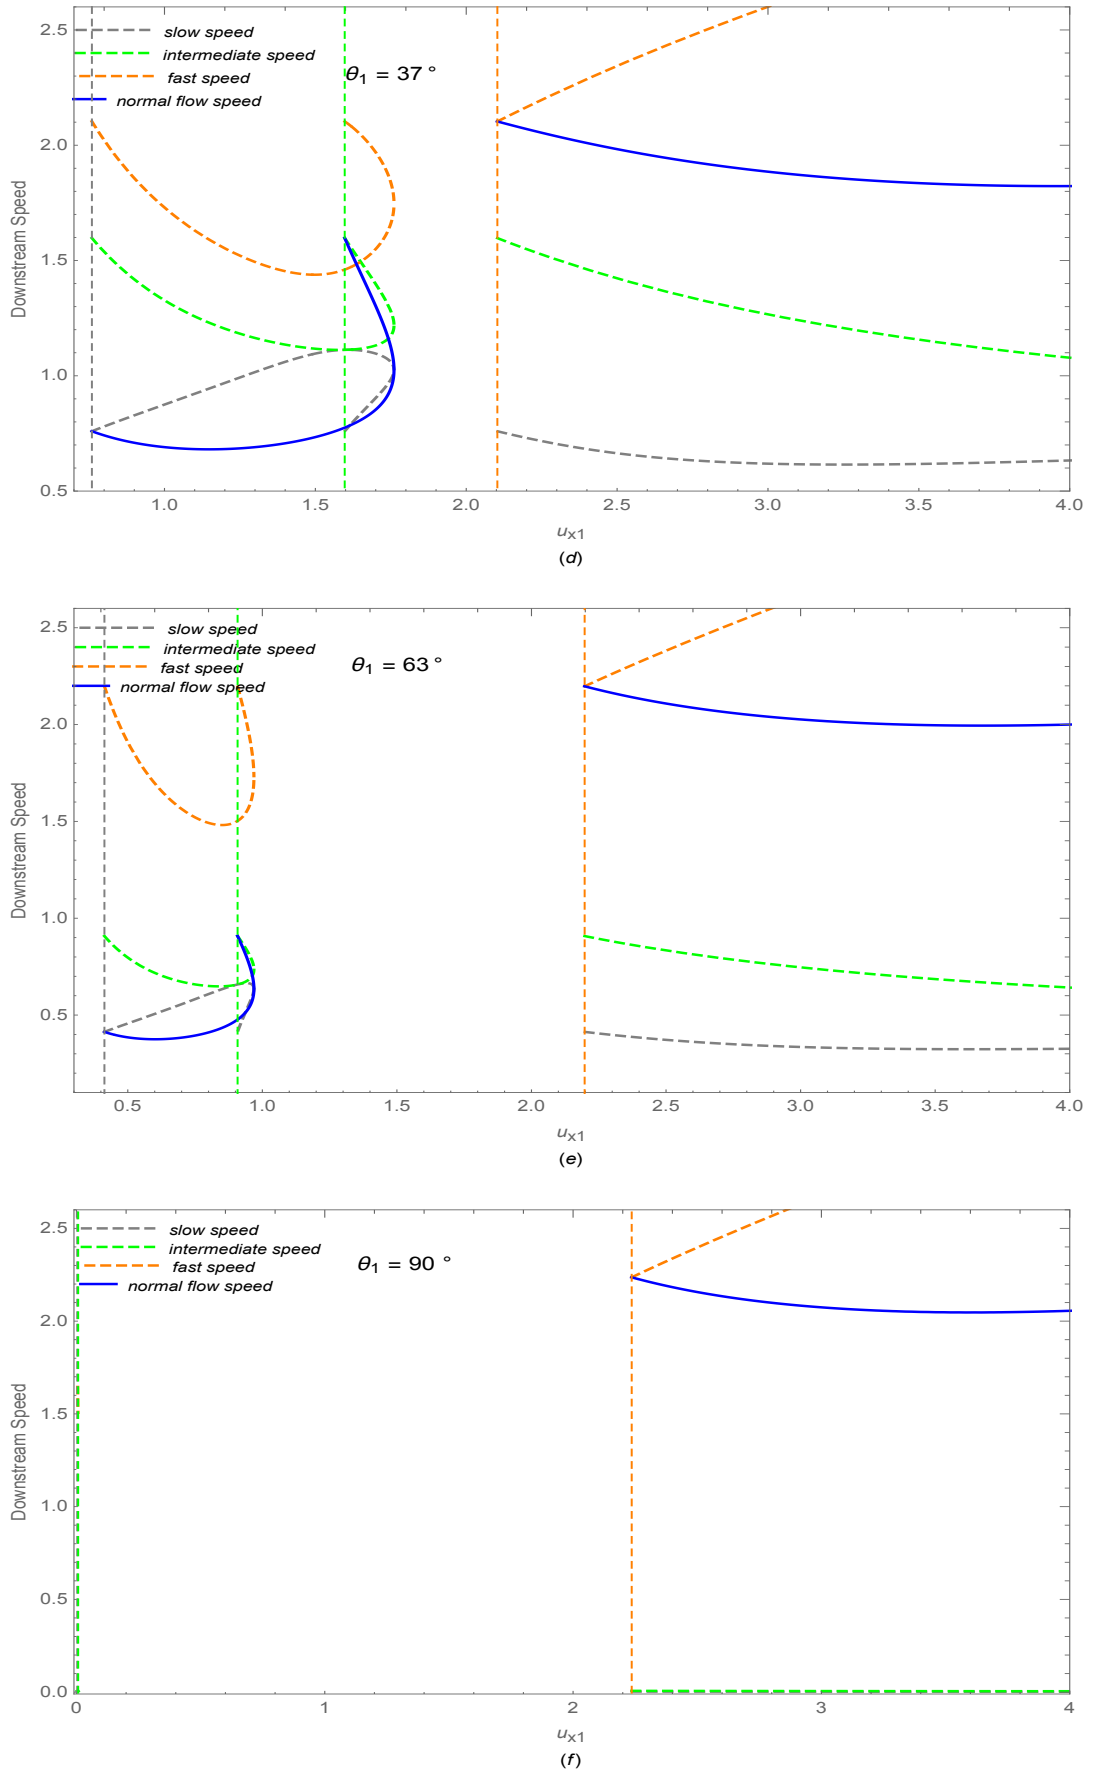 2.5
2.0
1.5
1.0
0.5
Downstream Speed
slow speed
intermediate speed
fast speed
normal flow speed
θ1 = 37 °
1.0 1.5 2.0 2.5 3.0 3.5 4.0
ux1
(d)
2.5
2.0
1.5
1.0
0.5
Downstream Speed
slow speed
intermediate speed
fast speed
normal flow speed
θ1 = 63 °
0.5 1.0 1.5 2.0 2.5 3.0 3.5 4.0
ux1
(e)
2.5
2.0
1.5
1.0
0.5
0.0
Downstream Speed
slow speed
intermediate speed
fast speed
normal flow speed
θ1 = 90 °
0 1 2 3 4
ux1
(f)